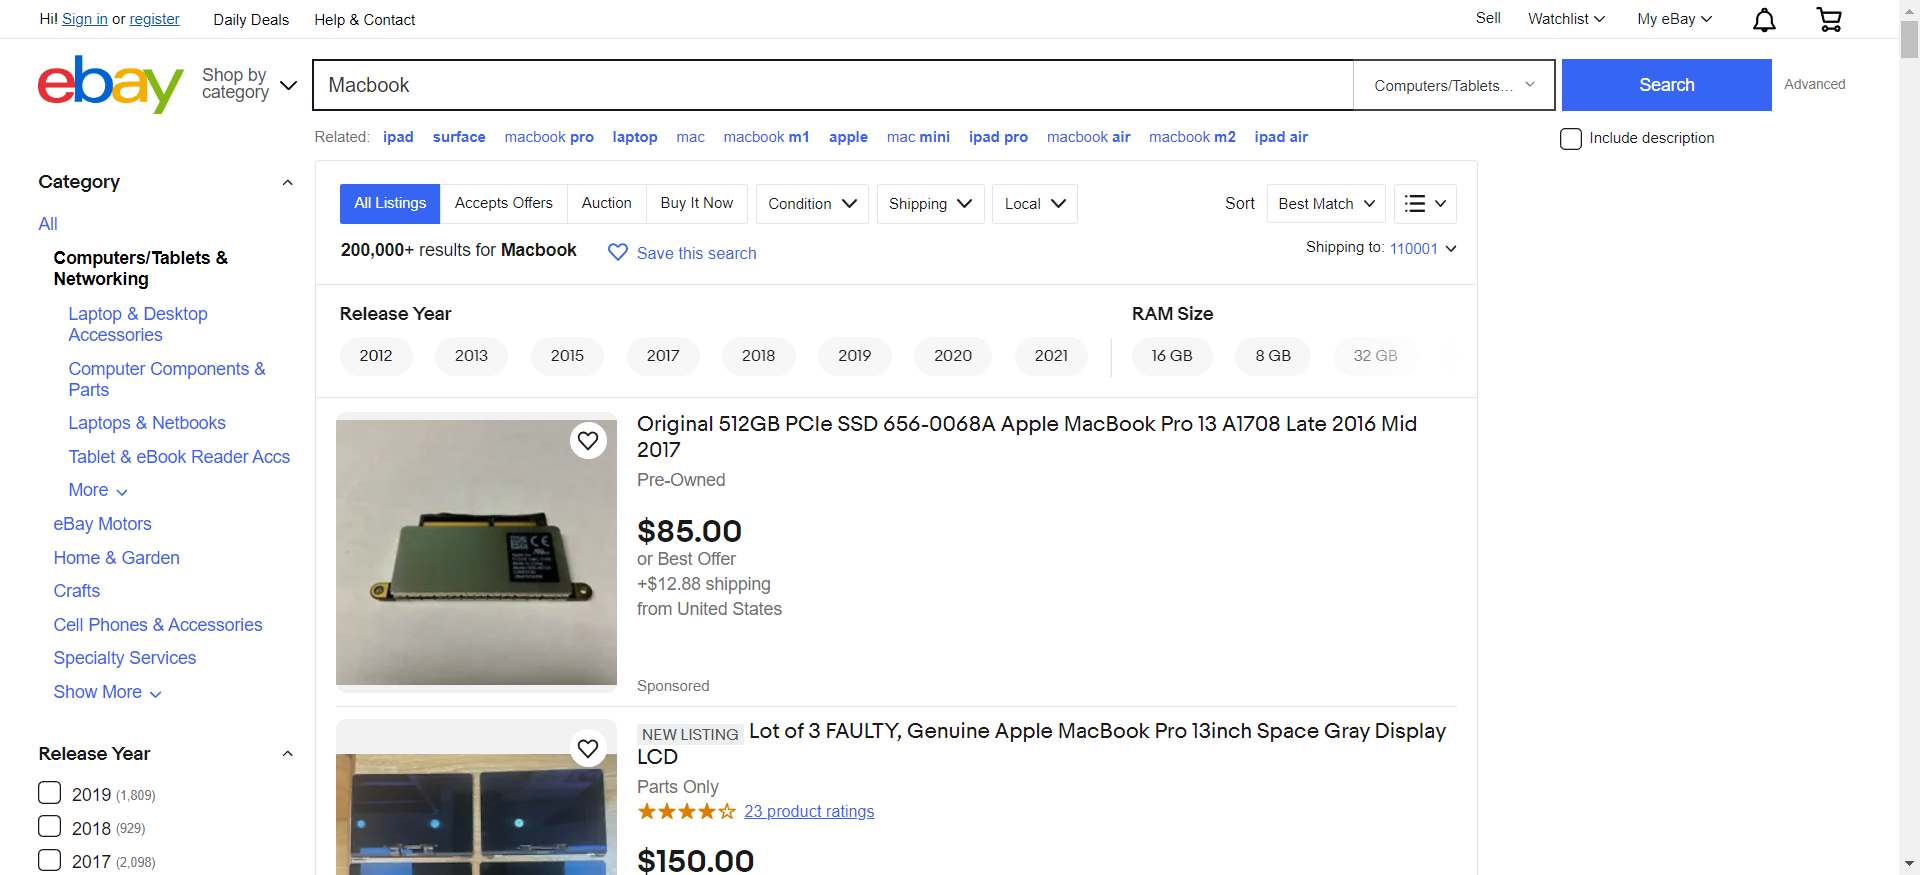 Hi! Sign in or register Daily Deals Help & Contact Sell Watchlist My eBay
ebay Shop by category
Macbook Computers/Tablets... Search Advanced
Related: ipad surface macbook pro laptop mac macbook m1 apple mac mini ipad pro macbook air macbook m2 ipad air
Include description
Category
All
Computers/Tablets &
Networking
Laptop & Desktop
Accessories
Computer Components &
Parts
Laptops & Netbooks
Tablet & eBook Reader Accs
More
eBay Motors
Home & Garden
Crafts
Cell Phones & Accessories
Specialty Services
Show More
Release Year
2019 (1,809)
2018 (929)
2017 (2,098)
All Listings Accepts Offers Auction Buy It Now Condition Shipping Local Sort Best Match
200,000+ results for Macbook Save this search Shipping to: 110001
Release Year RAM Size
2012 2013 2015 2017 2018 2019 2020 2021 16 GB 8 GB 32 GB
Original 512GB PCIe SSD 656-0068A Apple MacBook Pro 13 A1708 Late 2016 Mid
2017
Pre-Owned
$85.00
or Best Offer
+$12.88 shipping
from United States
Sponsored
NEW LISTING Lot of 3 FAULTY, Genuine Apple MacBook Pro 13inch Space Gray Display
LCD
Parts Only
23 product ratings
$150.00